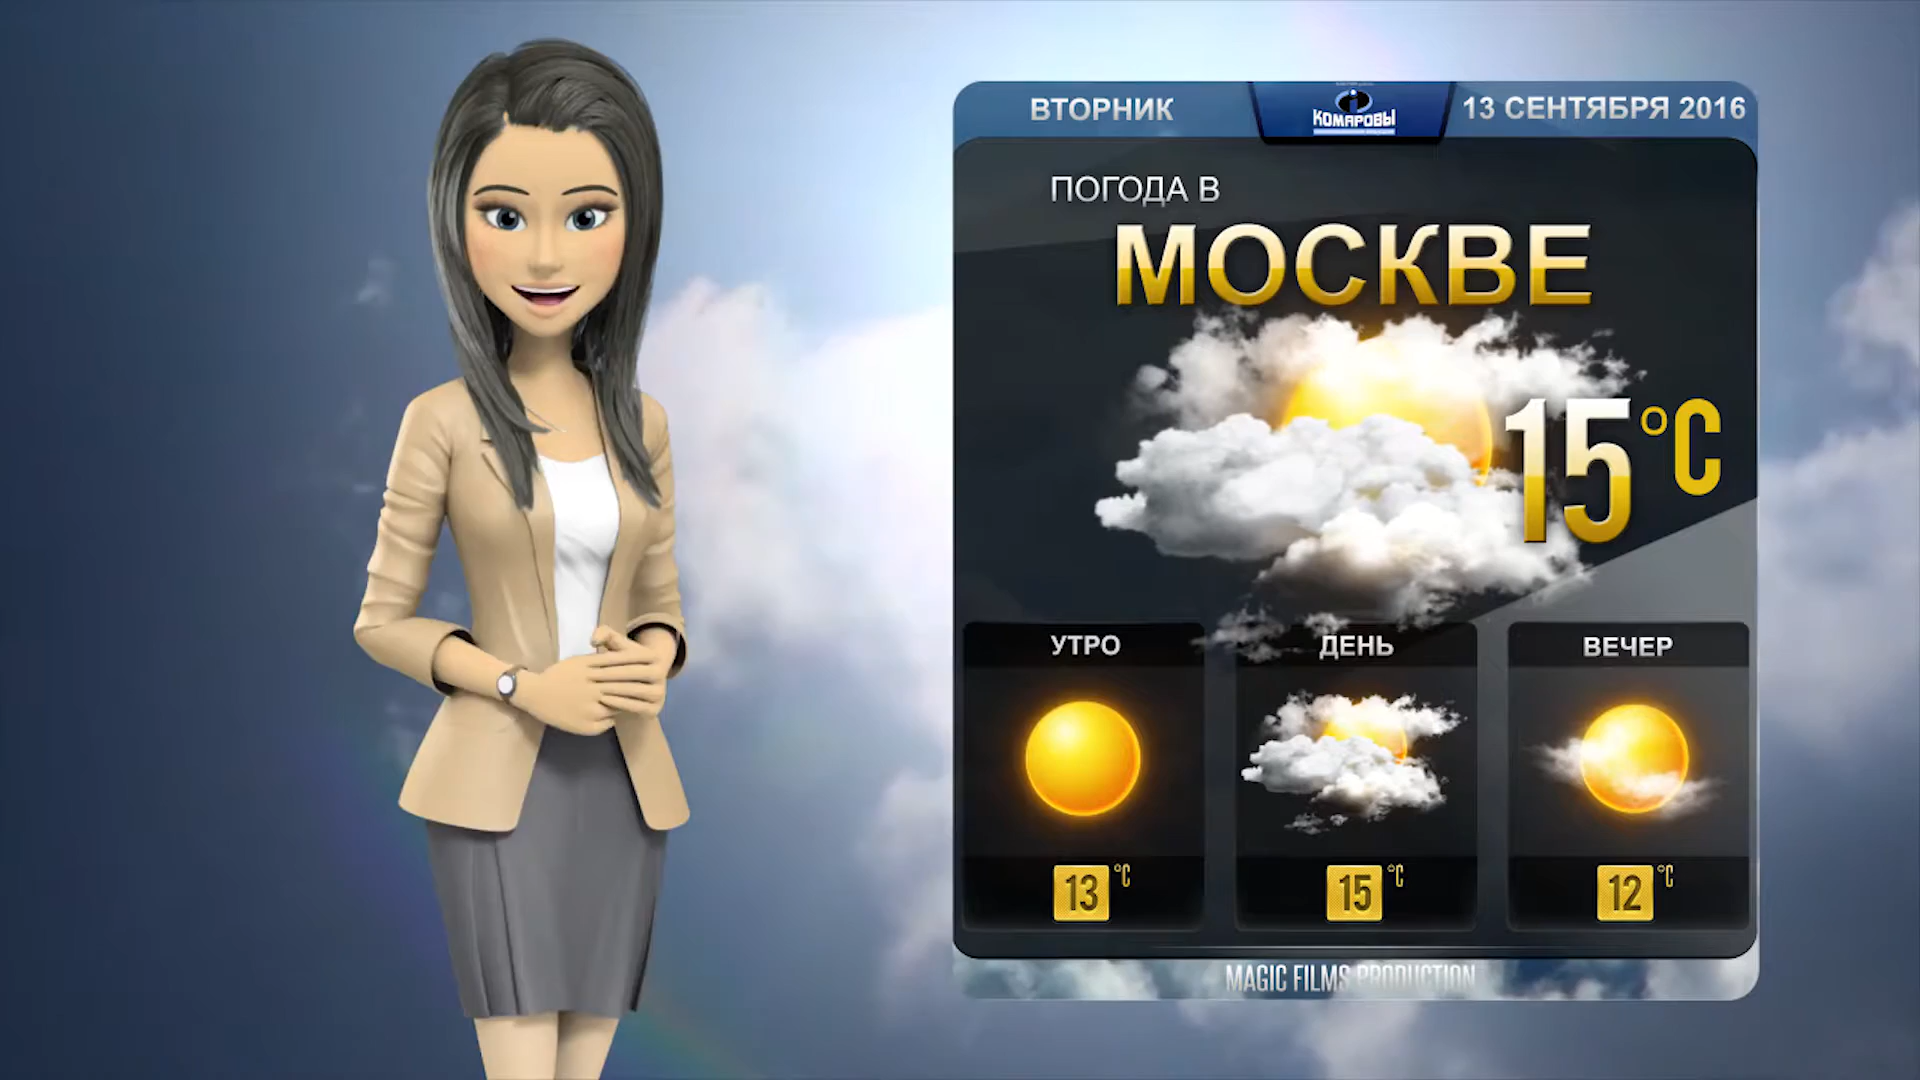 ВТОРНИК
КОМАРОВЫ
13 СЕНТЯБРЯ 2016
ПОГОДА В
МОСКВЕ
15°C
УТРО
ДЕНЬ
ВЕЧЕР
13 °C
15 °C
12 °C
MAGIC FILMS PRODUCTION